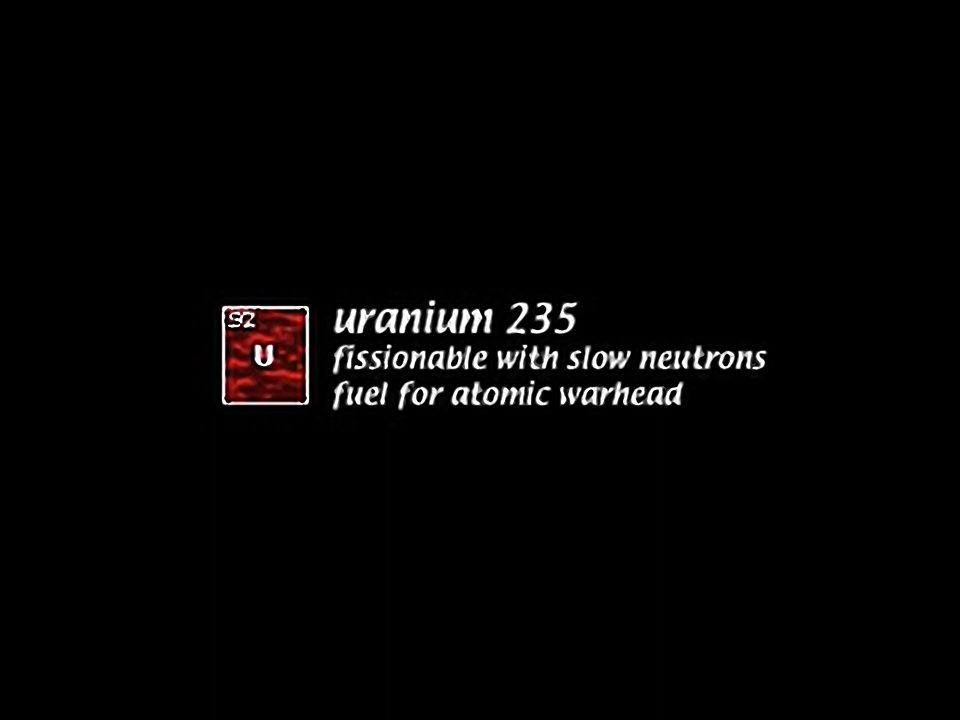 92
U
uranium 235
fissionable with slow neutrons
fuel for atomic warhead